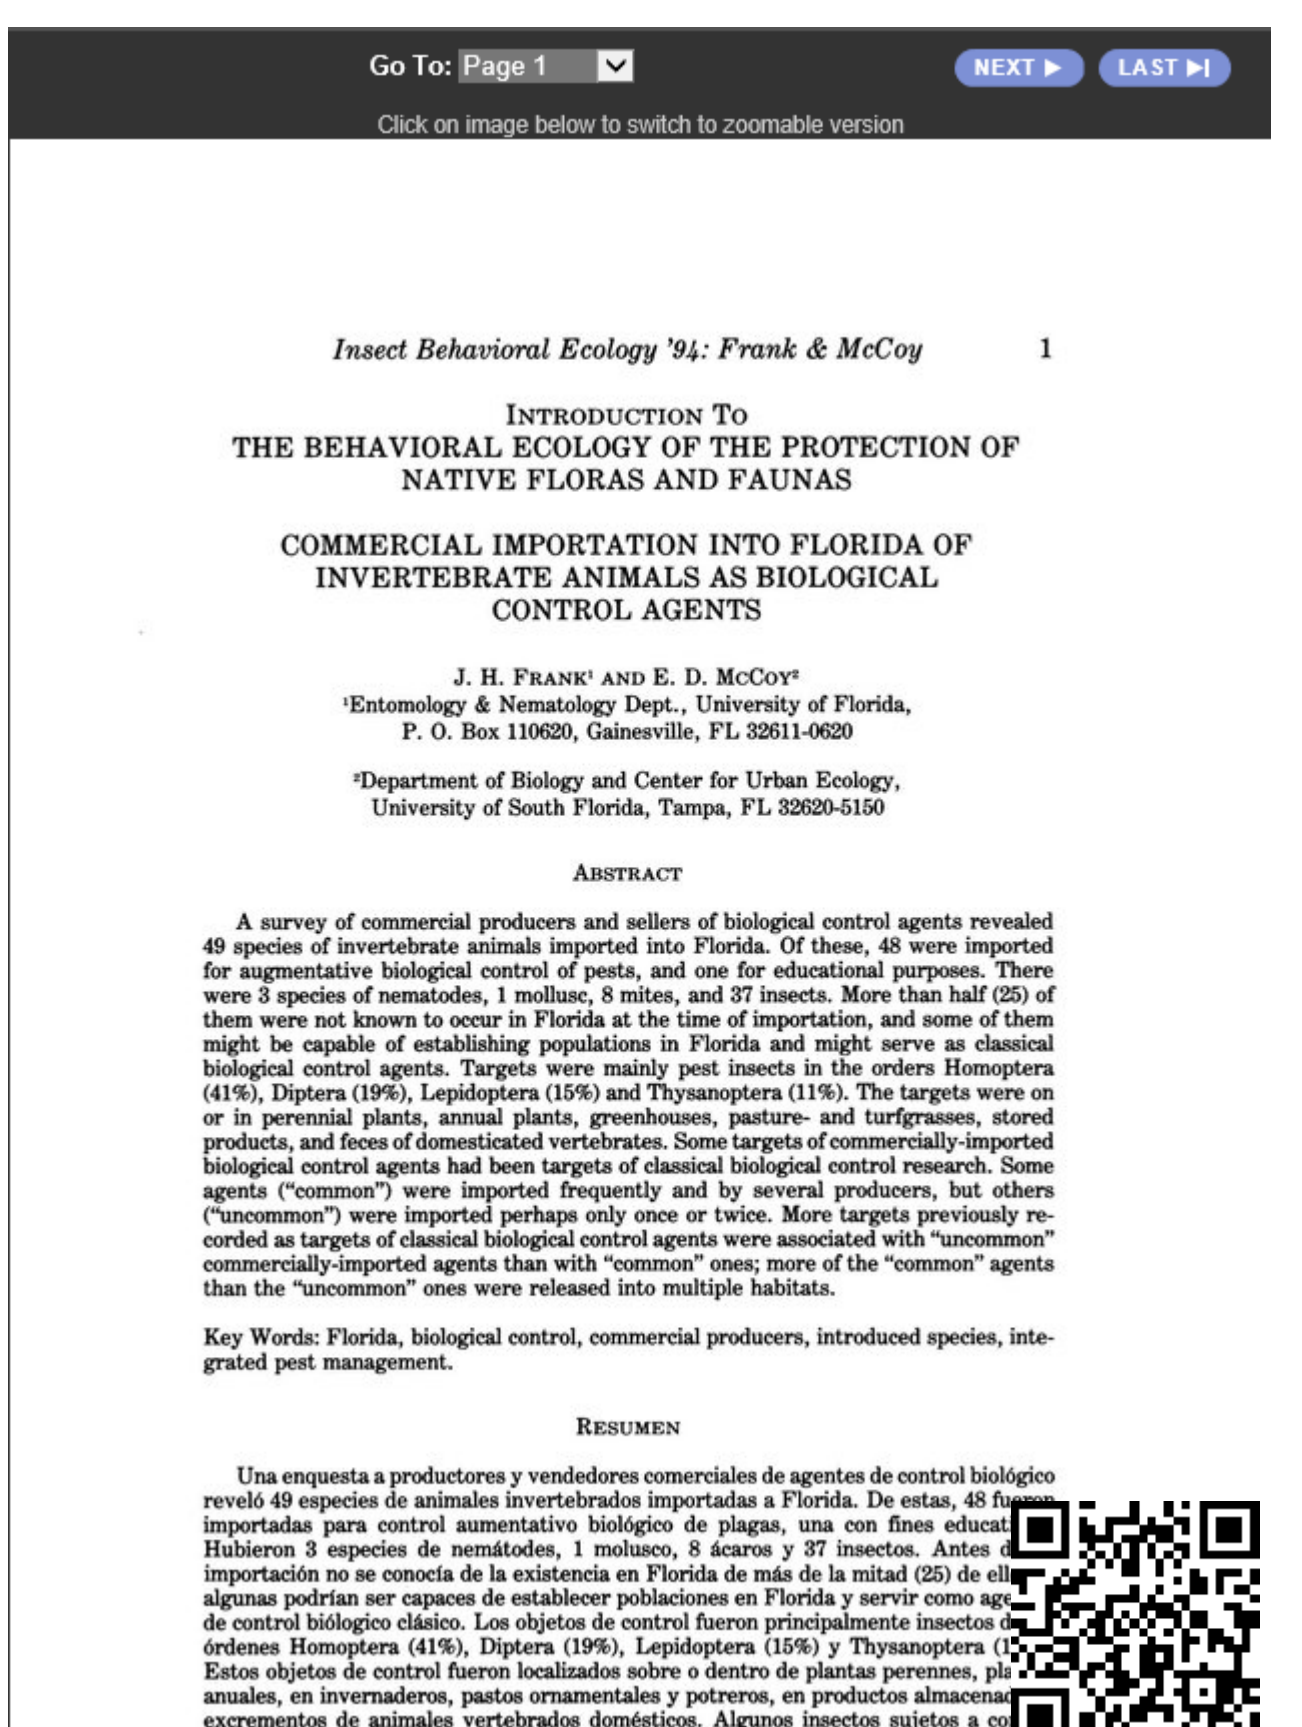 Go To: Page 1
NEXT
LAST
Click on image below to switch to zoomable version
Insect Behavioral Ecology '94: Frank & McCoy 1
INTRODUCTION TO
THE BEHAVIORAL ECOLOGY OF THE PROTECTION OF
NATIVE FLORAS AND FAUNAS
COMMERCIAL IMPORTATION INTO FLORIDA OF
INVERTEBRATE ANIMALS AS BIOLOGICAL
CONTROL AGENTS
J. H. FRANK¹ AND E. D. MCCOY²
¹Entomology & Nematology Dept., University of Florida,
P. O. Box 110620, Gainesville, FL 32611-0620
²Department of Biology and Center for Urban Ecology,
University of South Florida, Tampa, FL 32620-5150
ABSTRACT
A survey of commercial producers and sellers of biological control agents revealed
49 species of invertebrate animals imported into Florida. Of these, 48 were imported
for augmentative biological control of pests, and one for educational purposes. There
were 3 species of nematodes, 1 mollusc, 8 mites, and 37 insects. More than half (25) of
them were not known to occur in Florida at the time of importation, and some of them
might be capable of establishing populations in Florida and might serve as classical
biological control agents. Targets were mainly pest insects in the orders Homoptera
(41%), Diptera (19%), Lepidoptera (15%) and Thysanoptera (11%). The targets were on
or in perennial plants, annual plants, greenhouses, pasture- and turfgrasses, stored
products, and feces of domesticated vertebrates. Some targets of commercially-imported
biological control agents had been targets of classical biological control research. Some
agents (“common”) were imported frequently and by several producers, but others
(“uncommon”) were imported perhaps only once or twice. More targets previously re-
corded as targets of classical biological control agents were associated with “uncommon”
commercially-imported agents than with “common” ones; more of the “common” agents
than the “uncommon” ones were released into multiple habitats.
Key Words: Florida, biological control, commercial producers, introduced species, inte-
grated pest management.
RESUMEN
Una enquesta a productores y vendedores comerciales de agentes de control biológico
reveló 49 especies de animales invertebrados importadas a Florida. De estas, 48 fueron
importadas para control aumentativo biológico de plagas, una con fines educati
Hubieron 3 especies de nemátodes, 1 molusco, 8 ácaros y 37 insectos. Antes d
importación no se conocía de la existencia en Florida de más de la mitad (25) de ell
algunas podrían ser capaces de establecer poblaciones en Florida y servir como age
de control biólogico clásico. Los objetos de control fueron principalmente insectos d
órdenes Homoptera (41%), Diptera (19%), Lepidoptera (15%) y Thysanoptera (1
Estos objetos de control fueron localizados sobre o dentro de plantas perennes, pla
anuales, en invernaderos, pastos ornamentales y potreros, en productos almacenad
excrementos de animales vertebrados domésticos. Algunos insectos sujetos a co